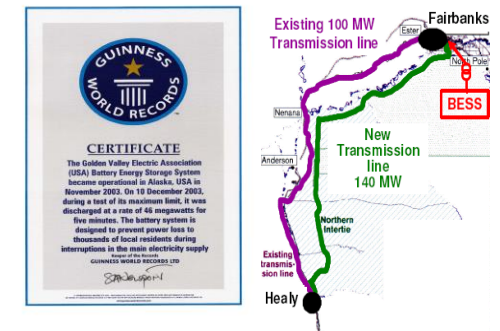 GUINNESS
WORLD RECORDS
CERTIFICATE
The Golden Valley Electric Association
(USA) Battery Energy Storage System
became operational in Alaska, USA in
November 2003. On 10 December 2003,
during a test of its maximum limit, it was
discharged at a rate of 46 megawatts for
five minutes. The battery system is
designed to prevent power loss to
thousands of local residents during
interruptions in the main electricity supply
Keeper of the Records
GUINNESS WORLD RECORDS LTD
Existing 100 MW
Transmission line
Fairbanks
Ester
North Pole
BESS
Nenana
New
Transmission
line
140 MW
Anderson
Northern
Intertie
Existing
transmis-
sion line
Healy